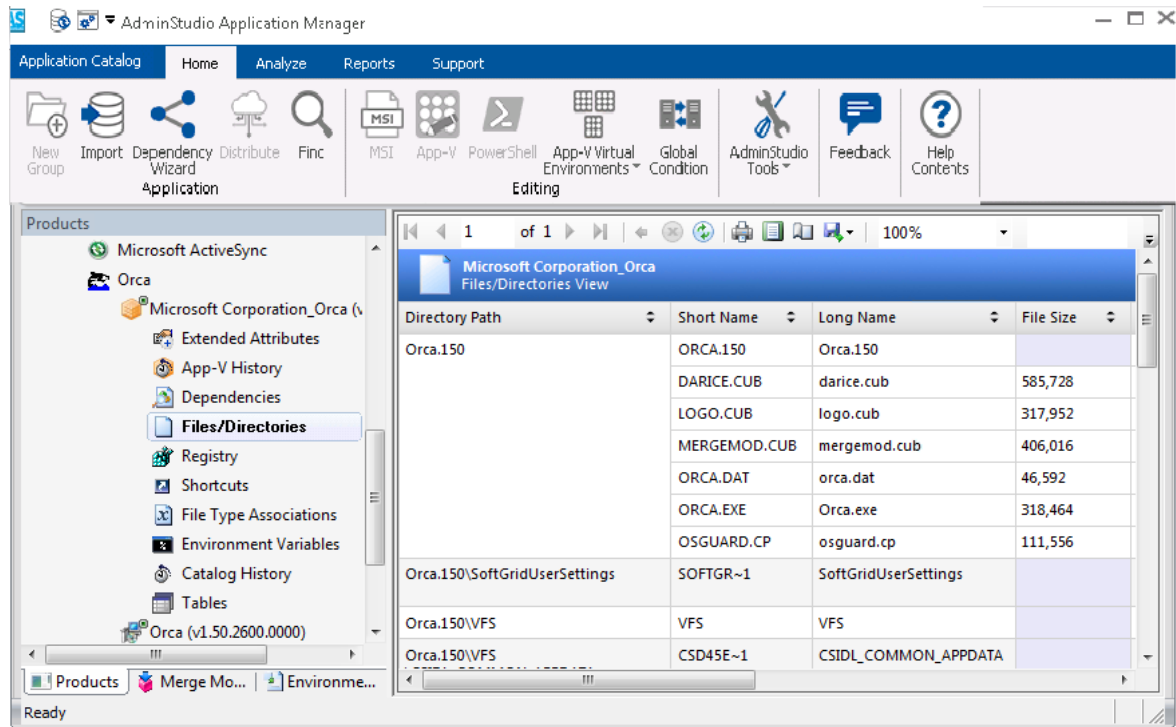 AS AdminStudio Application Manager
Application Catalog Home Analyze Reports Support
New Group
Import
Dependency Wizard
Distribute
Finc
MSI
MSI
App-V
PowerShell
App-V Virtual Environments
Global Condition
AdminStudio Tools
Feedback
Help Contents
Application
Editing
Products
Microsoft ActiveSync
Orca
Microsoft Corporation_Orca (v
Extended Attributes
App-V History
Dependencies
Files/Directories
Registry
Shortcuts
File Type Associations
Environment Variables
Catalog History
Tables
Orca (v1.50.2600.0000)
Products Merge Mo... Environme...
1 of 1 100%
Microsoft Corporation_Orca
Files/Directories View
Directory Path Short Name Long Name File Size
Orca.150 ORCA.150 Orca.150
DARICE.CUB darice.cub 585,728
LOGO.CUB logo.cub 317,952
MERGEMOD.CUB mergemod.cub 406,016
ORCA.DAT orca.dat 46,592
ORCA.EXE Orca.exe 318,464
OSGUARD.CP osguard.cp 111,556
Orca.150\SoftGridUserSettings SOFTGR~1 SoftGridUserSettings
Orca.150\VFS VFS VFS
Orca.150\VFS CSD45E~1 CSIDL_COMMON_APPDATA
Ready